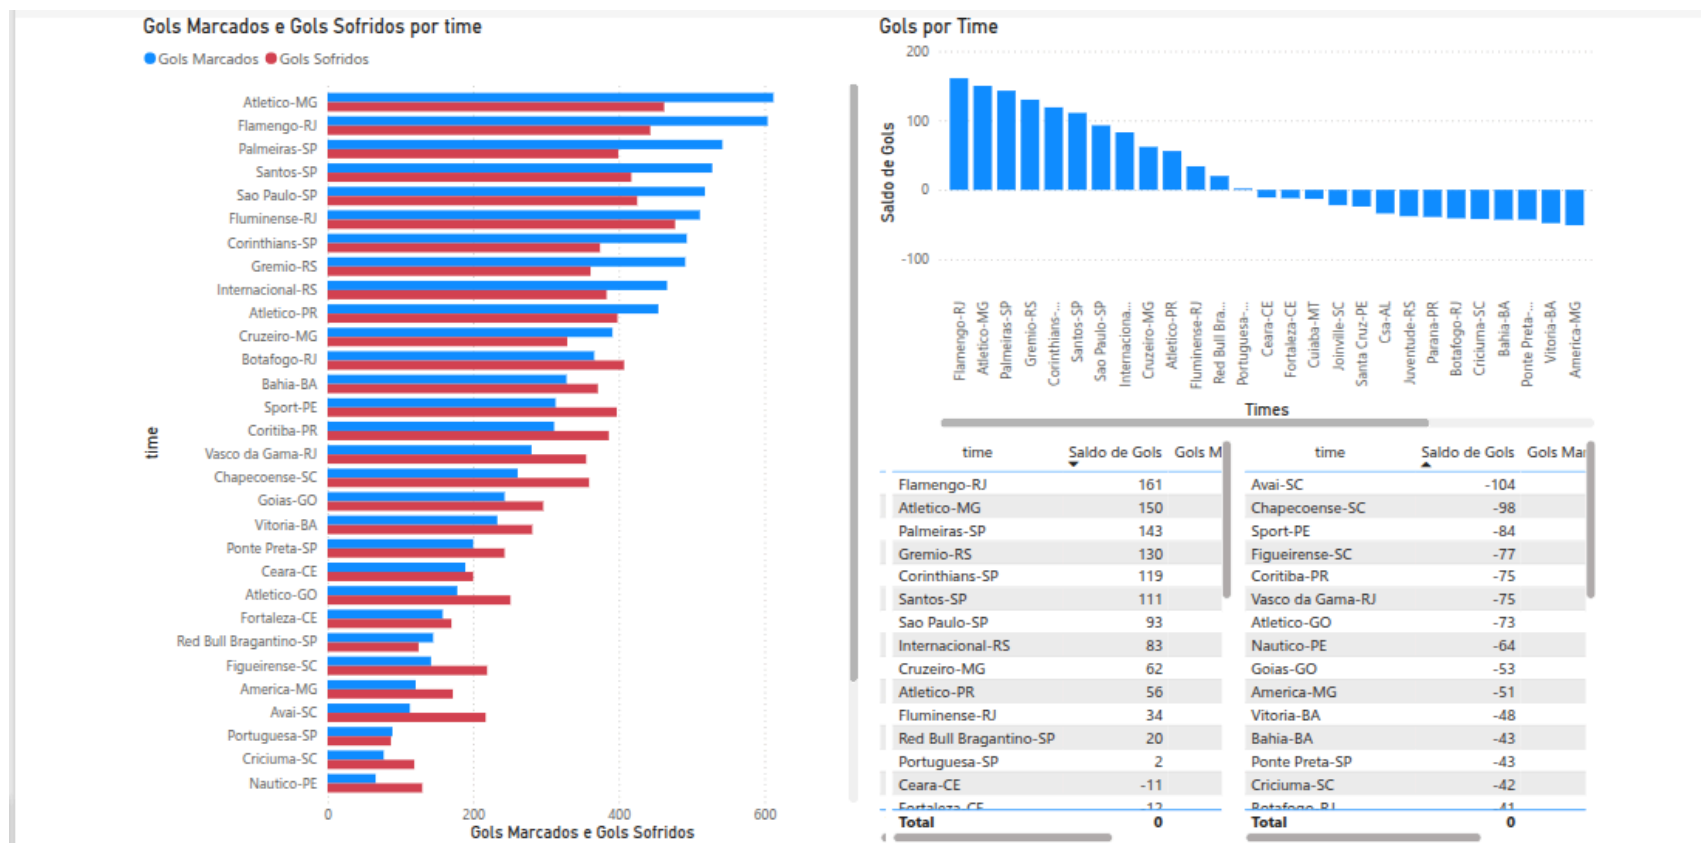 Gols Marcados e Gols Sofridos por time
Gols Marcados Gols Sofridos
time
Atletico-MG
Flamengo-RJ
Palmeiras-SP
Santos-SP
Sao Paulo-SP
Fluminense-RJ
Corinthians-SP
Gremio-RS
Internacional-RS
Atletico-PR
Cruzeiro-MG
Botafogo-RJ
Bahia-BA
Sport-PE
Coritiba-PR
Vasco da Gama-RJ
Chapecoense-SC
Goias-GO
Vitoria-BA
Ponte Preta-SP
Ceara-CE
Atletico-GO
Fortaleza-CE
Red Bull Bragantino-SP
Figueirense-SC
America-MG
Avai-SC
Portuguesa-SP
Criciuma-SC
Nautico-PE
0 200 400 600
Gols Marcados e Gols Sofridos
Gols por Time
Saldo de Gols
200
100
0
-100
Flamengo-RJ
Atletico-MG
Palmeiras-SP
Gremio-RS
Corinthians-...
Santos-SP
Sao Paulo-SP
Internaciona...
Cruzeiro-MG
Atletico-PR
Fluminense-RJ
Red Bull Bra...
Portuguesa-...
Ceara-CE
Fortaleza-CE
Cuiaba-MT
Joinville-SC
Santa Cruz-PE
Csa-AL
Juventude-RS
Parana-PR
Botafogo-RJ
Criciuma-SC
Bahia-BA
Ponte Preta-...
Vitoria-BA
America-MG
Times
time Saldo de Gols Gols M
Flamengo-RJ 161
Atletico-MG 150
Palmeiras-SP 143
Gremio-RS 130
Corinthians-SP 119
Santos-SP 111
Sao Paulo-SP 93
Internacional-RS 83
Cruzeiro-MG 62
Atletico-PR 56
Fluminense-RJ 34
Red Bull Bragantino-SP 20
Portuguesa-SP 2
Ceara-CE -11
Fortaleza-CE -12
Total 0
time Saldo de Gols Gols Mar
Avai-SC -104
Chapecoense-SC -98
Sport-PE -84
Figueirense-SC -77
Coritiba-PR -75
Vasco da Gama-RJ -75
Atletico-GO -73
Nautico-PE -64
Goias-GO -53
America-MG -51
Vitoria-BA -48
Bahia-BA -43
Ponte Preta-SP -43
Criciuma-SC -42
Botafogo-RJ -41
Total 0